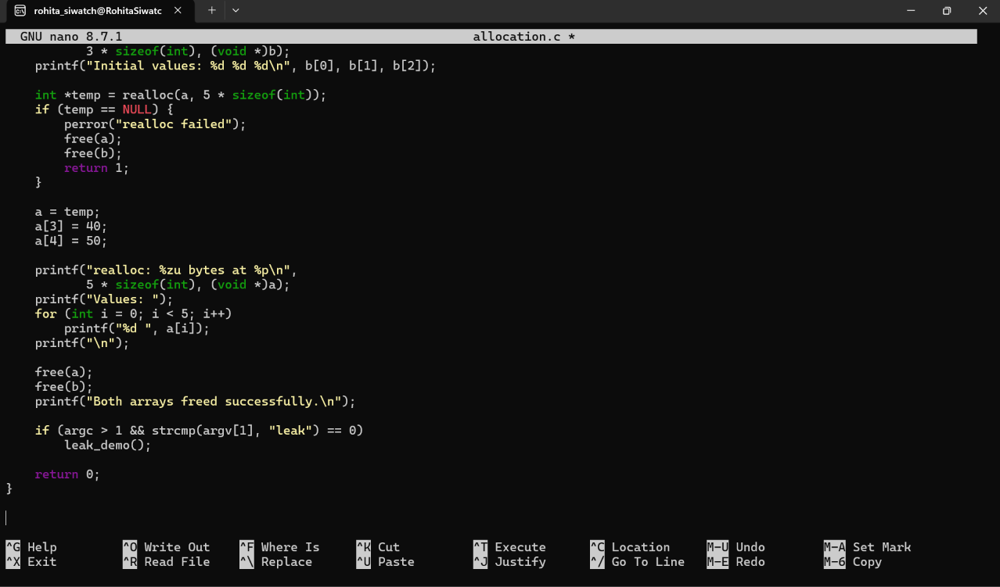 rohita_siwatch@RohitaSiwatc
GNU nano 8.7.1 allocation.c *
           3 * sizeof(int), (void *)b);
    printf("Initial values: %d %d %d\n", b[0], b[1], b[2]);

    int *temp = realloc(a, 5 * sizeof(int));
    if (temp == NULL) {
        perror("realloc failed");
        free(a);
        free(b);
        return 1;
    }

    a = temp;
    a[3] = 40;
    a[4] = 50;

    printf("realloc: %zu bytes at %p\n",
           5 * sizeof(int), (void *)a);
    printf("Values: ");
    for (int i = 0; i < 5; i++)
        printf("%d ", a[i]);
    printf("\n");

    free(a);
    free(b);
    printf("Both arrays freed successfully.\n");

    if (argc > 1 && strcmp(argv[1], "leak") == 0)
        leak_demo();

    return 0;
}

^G Help ^O Write Out ^F Where Is ^K Cut ^T Execute ^C Location M-U Undo M-A Set Mark
^X Exit ^R Read File ^\ Replace ^U Paste ^J Justify ^/ Go To Line M-E Redo M-6 Copy